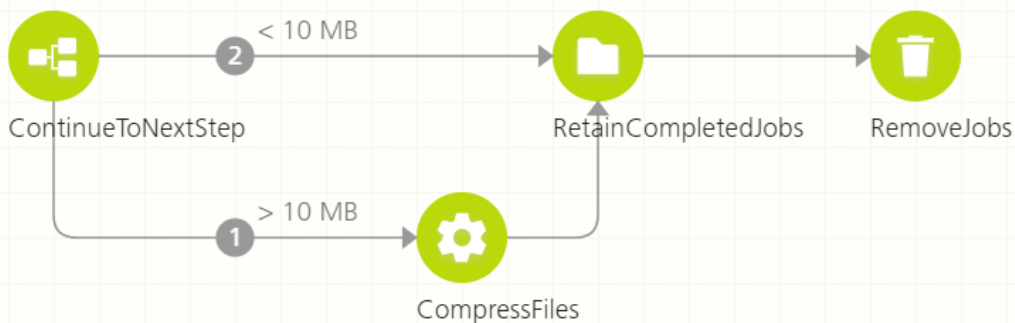 < 10 MB
2
ContinueToNextStep
RetainCompletedJobs
RemoveJobs
> 10 MB
1
CompressFiles